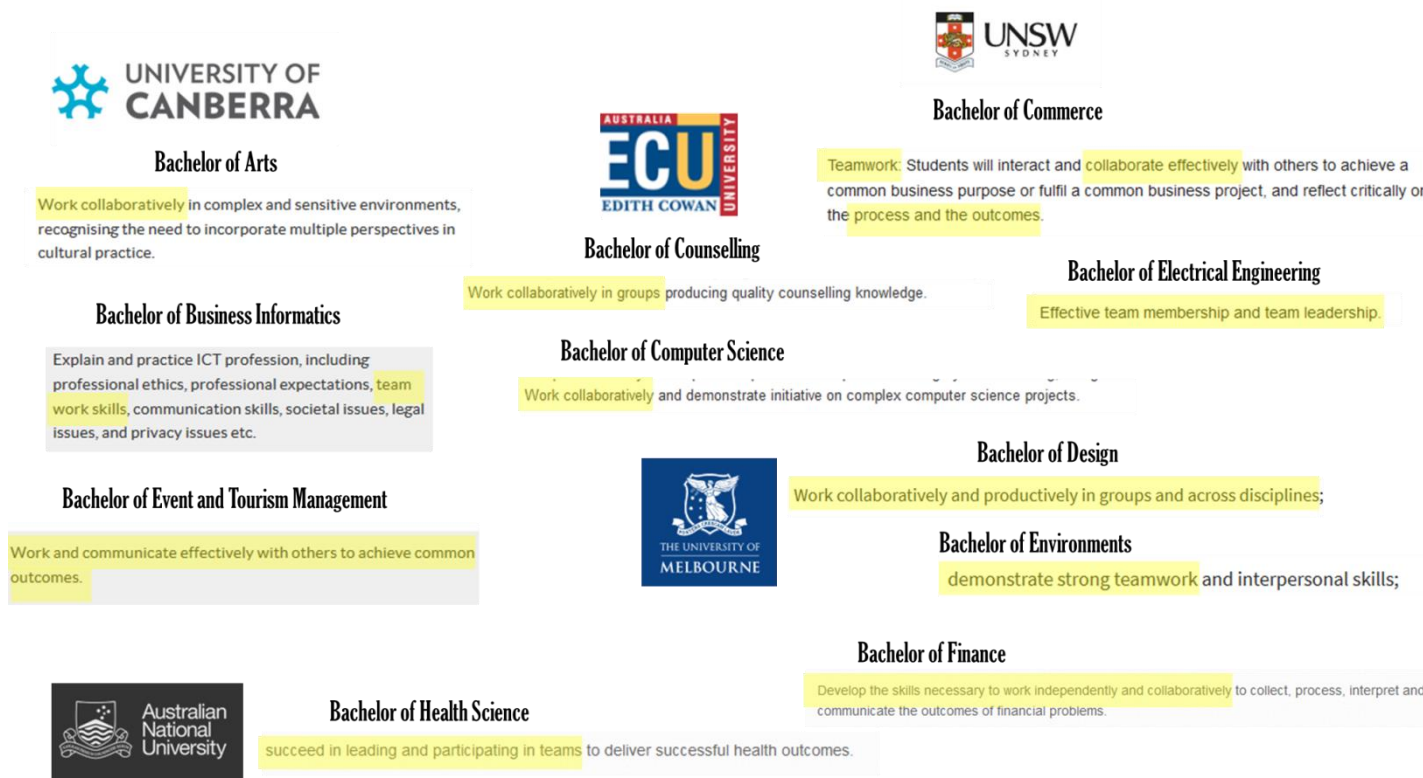 UNIVERSITY OF
CANBERRA
Bachelor of Arts
Work collaboratively in complex and sensitive environments,
recognising the need to incorporate multiple perspectives in
cultural practice.
Bachelor of Business Informatics
Explain and practice ICT profession, including
professional ethics, professional expectations, team
work skills, communication skills, societal issues, legal
issues, and privacy issues etc.
Bachelor of Event and Tourism Management
Work and communicate effectively with others to achieve common
outcomes.
AUSTRALIA
ECU
EDITH COWAN
UNIVERSITY
Bachelor of Counselling
Work collaboratively in groups producing quality counselling knowledge.
Bachelor of Computer Science
Work collaboratively and demonstrate initiative on complex computer science projects.
UNSW
SYDNEY
Bachelor of Commerce
Teamwork: Students will interact and collaborate effectively with others to achieve a
common business purpose or fulfil a common business project, and reflect critically on
the process and the outcomes.
Bachelor of Electrical Engineering
Effective team membership and team leadership.
THE UNIVERSITY OF
MELBOURNE
Bachelor of Design
Work collaboratively and productively in groups and across disciplines;
Bachelor of Environments
demonstrate strong teamwork and interpersonal skills;
Australian
National
University
Bachelor of Health Science
succeed in leading and participating in teams to deliver successful health outcomes.
Bachelor of Finance
Develop the skills necessary to work independently and collaboratively to collect, process, interpret and
communicate the outcomes of financial problems.